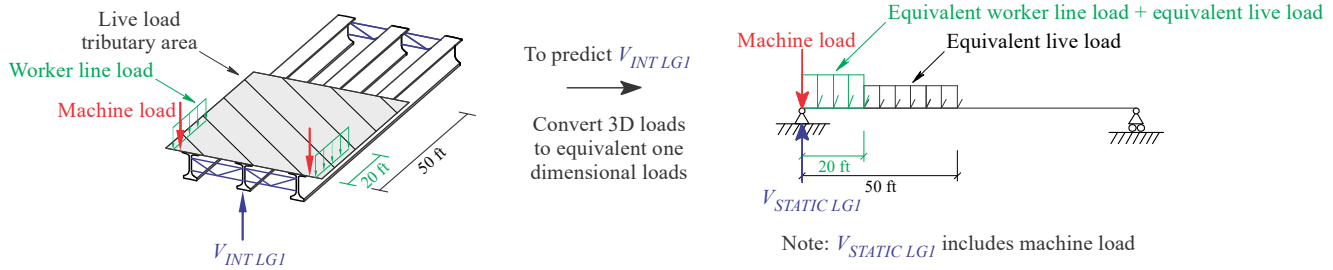 Live load
tributary area
Worker line load
Machine load
20 ft
50 ft
V_INT LG1
To predict V_INT LG1
Convert 3D loads
to equivalent one
dimensional loads
Equivalent worker line load + equivalent live load
Machine load
Equivalent live load
20 ft
50 ft
V_STATIC LG1
Note: V_STATIC LG1 includes machine load